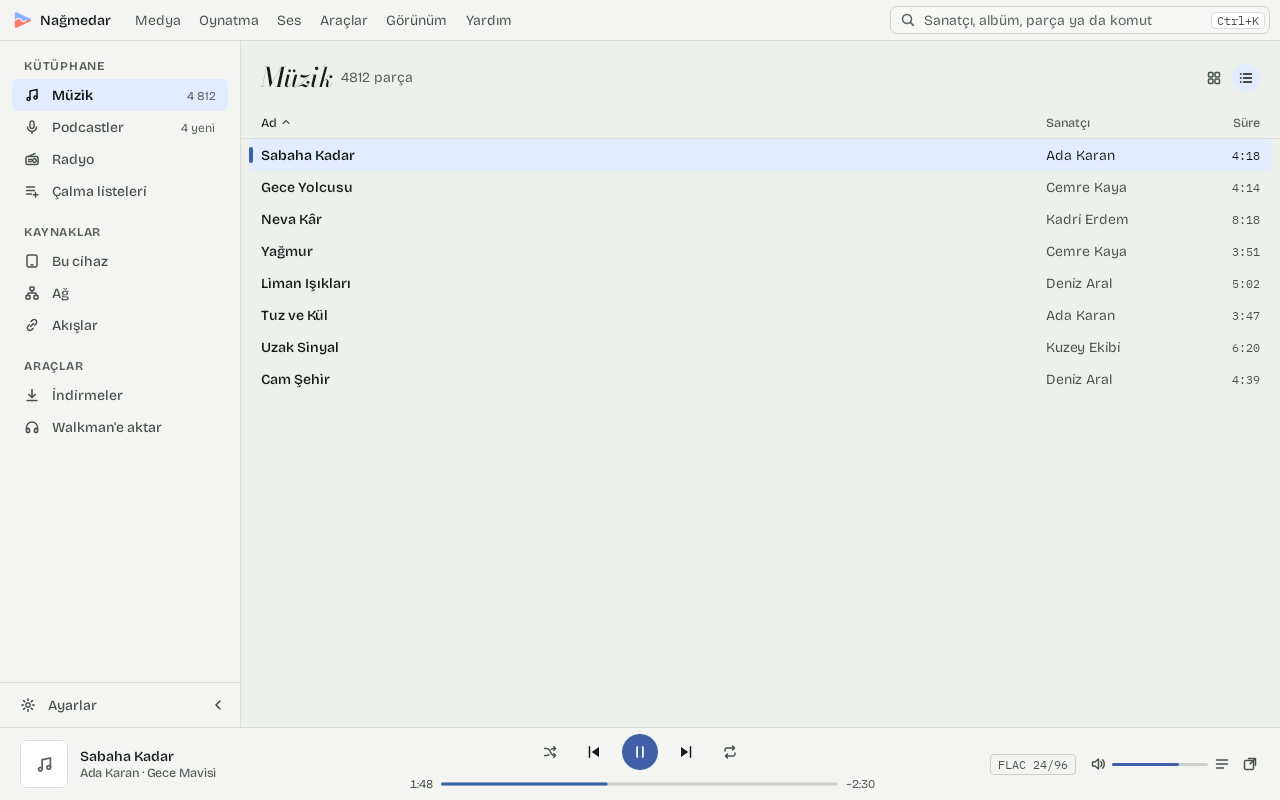 Nağmedar Medya Oynatma Ses Araçlar Görünüm Yardım Sanatçı, albüm, parça ya da komut Ctrl+K
KÜTÜPHANE
Müzik 4 812
Podcastler 4 yeni
Radyo
Çalma listeleri
KAYNAKLAR
Bu cihaz
Ağ
Akışlar
ARAÇLAR
İndirmeler
Walkman'e aktar
Ayarlar
Müzik 4812 parça
Ad Sanatçı Süre
Sabaha Kadar Ada Karan 4:18
Gece Yolcusu Cemre Kaya 4:14
Neva Kâr Kadri Erdem 8:18
Yağmur Cemre Kaya 3:51
Liman Işıkları Deniz Aral 5:02
Tuz ve Kül Ada Karan 3:47
Uzak Sinyal Kuzey Ekibi 6:20
Cam Şehir Deniz Aral 4:39
Sabaha Kadar
Ada Karan · Gece Mavisi
1:48 −2:30
FLAC 24/96